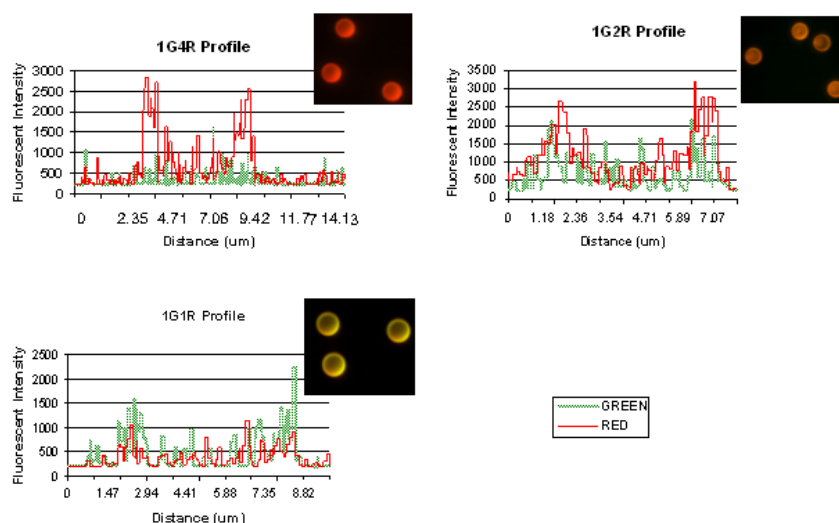 1G4R Profile
Fluorescent Intensity
3000
2500
2000
1500
1000
500
0
0 2.35 4.71 7.06 9.42 11.77 14.13
Distance (um)
1G2R Profile
Fluorescent Intensity
3500
3000
2500
2000
1500
1000
500
0
0 1.18 2.36 3.54 4.71 5.89 7.07
Distance (um)
1G1R Profile
Fluorescent Intensity
2500
2000
1500
1000
500
0
0 1.47 2.94 4.41 5.88 7.35 8.82
Distance (um)
GREEN
RED